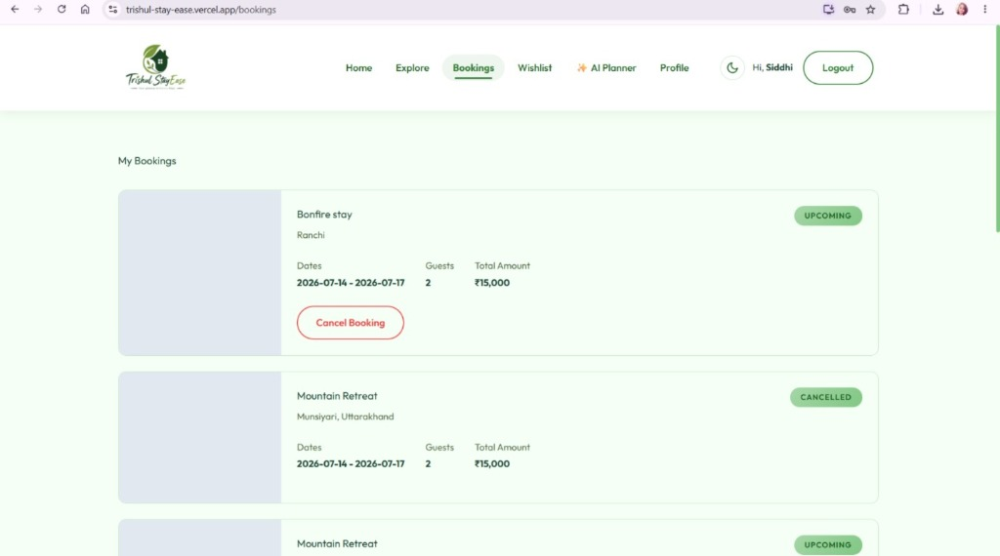 trishul-stay-ease.vercel.app/bookings
Trishul StayEase
Home Explore Bookings Wishlist AI Planner Profile Hi, Siddhi Logout
My Bookings
Bonfire stay UPCOMING
Ranchi
Dates Guests Total Amount
2026-07-14 - 2026-07-17 2 ₹15,000
Cancel Booking
Mountain Retreat CANCELLED
Munsiyari, Uttarakhand
Dates Guests Total Amount
2026-07-14 - 2026-07-17 2 ₹15,000
Mountain Retreat UPCOMING